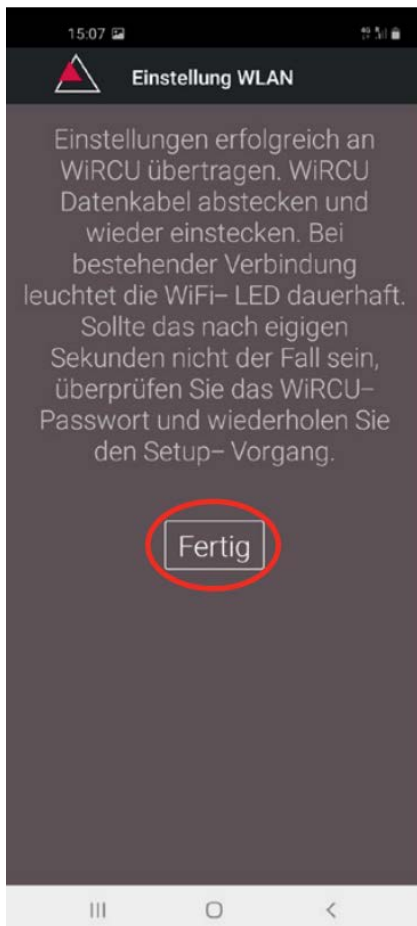 15:07
Einstellung WLAN
Einstellungen erfolgreich an
WiRCU übertragen. WiRCU
Datenkabel abstecken und
wieder einstecken. Bei
bestehender Verbindung
leuchtet die WiFi– LED dauerhaft.
Sollte das nach eigigen
Sekunden nicht der Fall sein,
überprüfen Sie das WiRCU–
Passwort und wiederholen Sie
den Setup– Vorgang.
Fertig